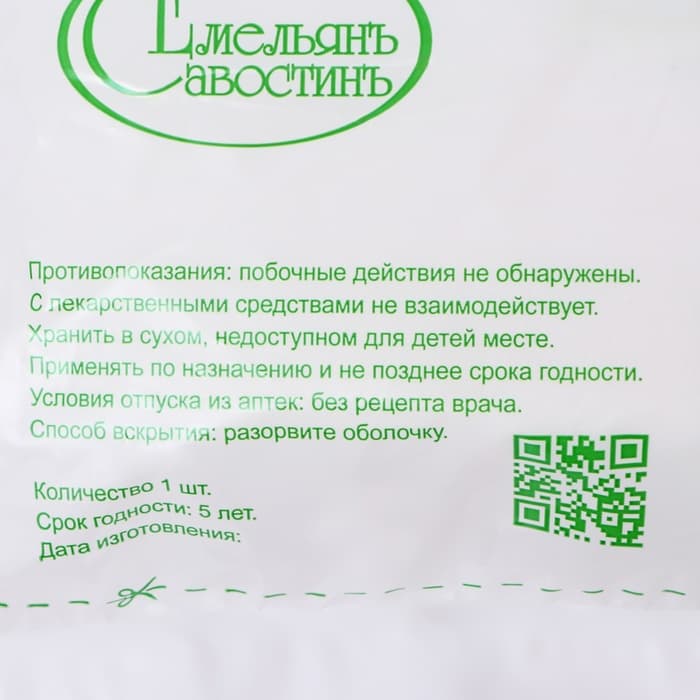 Емельянъ
Савостинъ
Противопоказания: побочные действия не обнаружены.
С лекарственными средствами не взаимодействует.
Хранить в сухом, недоступном для детей месте.
Применять по назначению и не позднее срока годности.
Условия отпуска из аптек: без рецепта врача.
Способ вскрытия: разорвите оболочку.
Количество 1 шт.
Срок годности: 5 лет.
Дата изготовления: